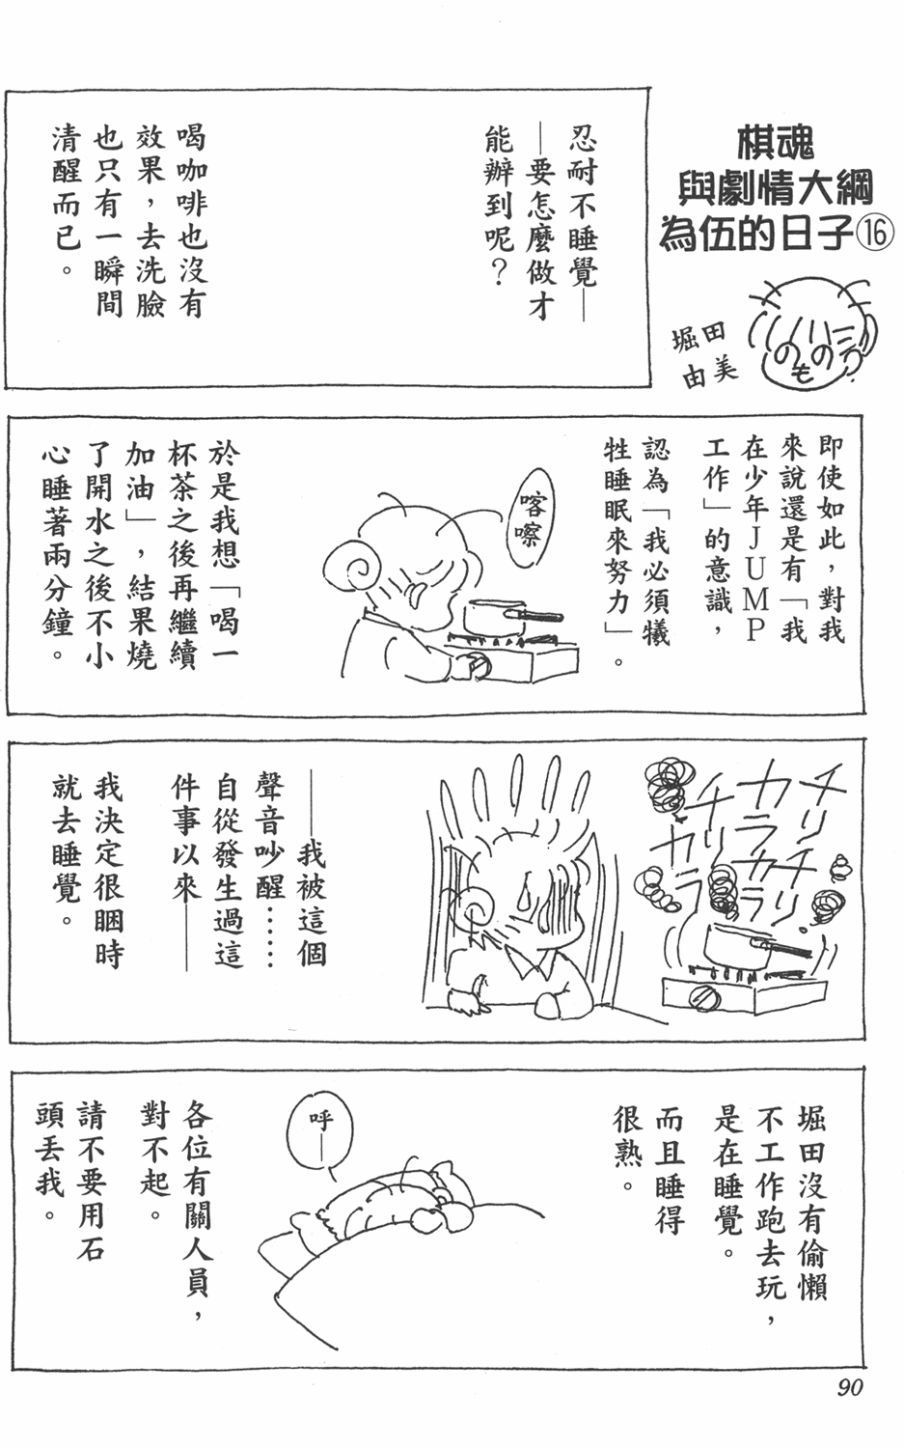 棋魂
與劇情大綱
為伍的日子⑯
堀田
由美
忍耐不睡覺─
─要怎麼做才
能辦到呢？
喝咖啡也沒有
效果，去洗臉
也只有一瞬間
清醒而已。
即使如此，對我
來說還是有「我
在少年ＪＵＭＰ
工作」的意識，
認為「我必須犧
牲睡眠來努力」。
喀嚓
於是我想「喝一
杯茶之後再繼續
加油」，結果燒
了開水之後不小
心睡著兩分鐘。
チリ
カラ
チリ
カラ
チリ
カラ
──我被這個
聲音吵醒……
自從發生過這
件事以來──
我決定很睏時
就去睡覺。
堀田沒有偷懶
不工作跑去玩，
是在睡覺。
而且睡得
很熟。
呼─
各位有關人員，
對不起。
請不要用石
頭丟我。
90